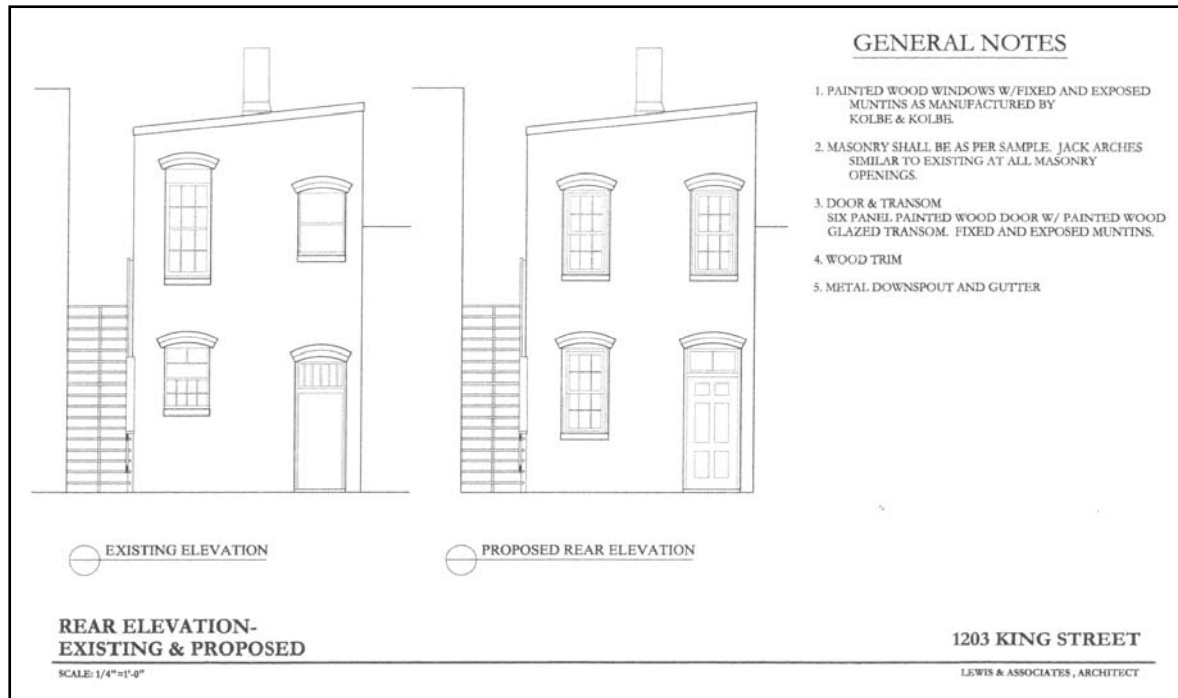 GENERAL NOTES
1. PAINTED WOOD WINDOWS W/FIXED AND EXPOSED
MUNTINS AS MANUFACTURED BY
KOLBE & KOLBE.
2. MASONRY SHALL BE AS PER SAMPLE. JACK ARCHES
SIMILAR TO EXISTING AT ALL MASONRY
OPENINGS.
3. DOOR & TRANSOM
SIX PANEL PAINTED WOOD DOOR W/ PAINTED WOOD
GLAZED TRANSOM. FIXED AND EXPOSED MUNTINS.
4. WOOD TRIM
5. METAL DOWNSPOUT AND GUTTER
EXISTING ELEVATION
PROPOSED REAR ELEVATION
REAR ELEVATION-
EXISTING & PROPOSED
SCALE: 1/4"=1'-0"
1203 KING STREET
LEWIS & ASSOCIATES, ARCHITECT